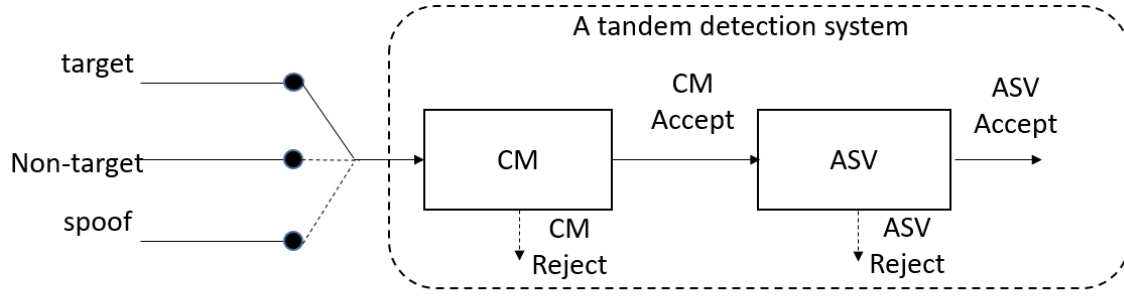 A tandem detection system
target
Non-target
spoof
CM
CM
Accept
ASV
ASV
Accept
CM
Reject
ASV
Reject